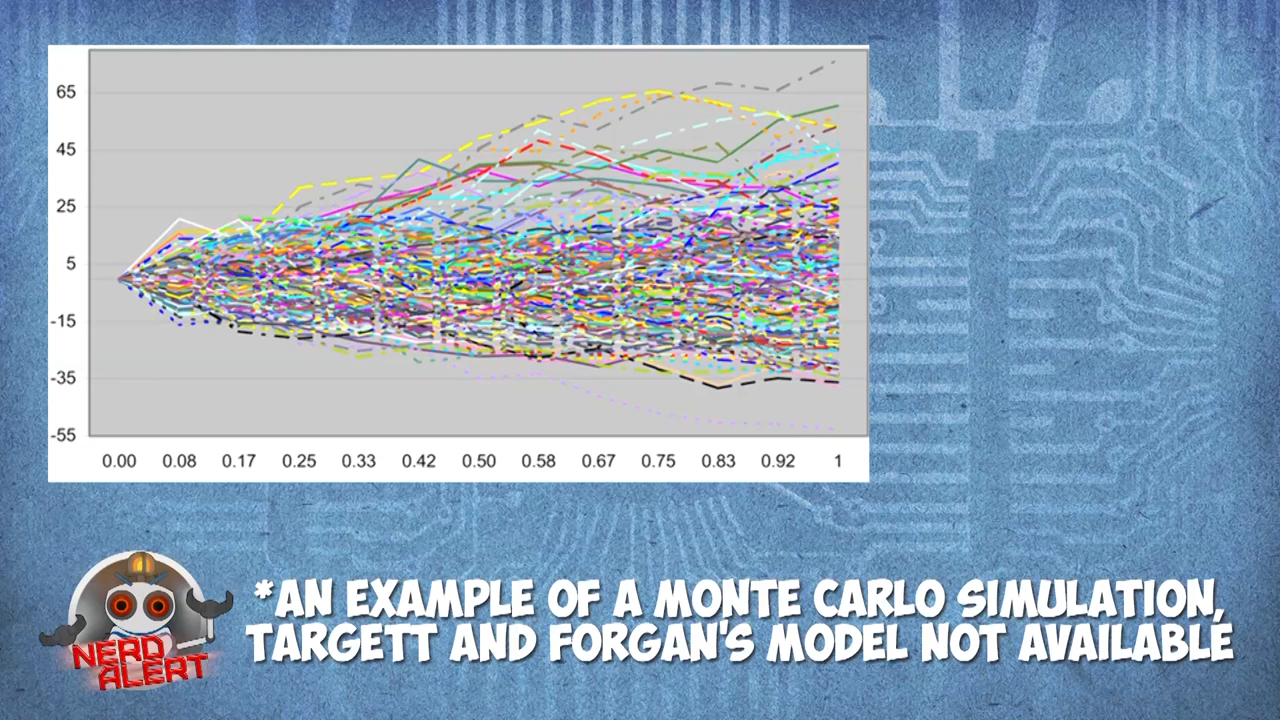 65
45
25
5
-15
-35
-55
0.00 0.08 0.17 0.25 0.33 0.42 0.50 0.58 0.67 0.75 0.83 0.92 1
NERD
ALERT
*AN EXAMPLE OF A MONTE CARLO SIMULATION,
TARGETT AND FORGAN'S MODEL NOT AVAILABLE